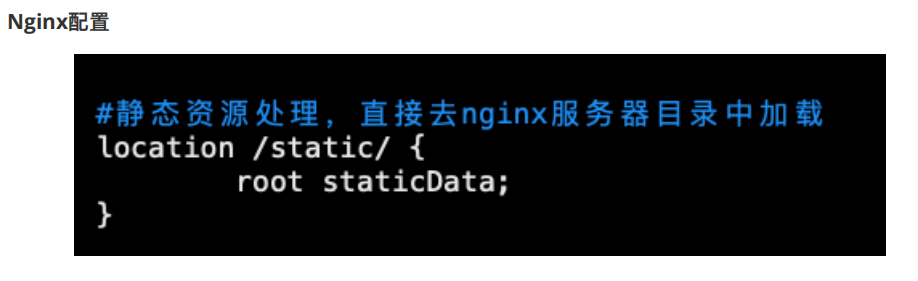 Nginx配置
#静态资源处理，直接去nginx服务器目录中加载
location /static/ {
        root staticData;
}